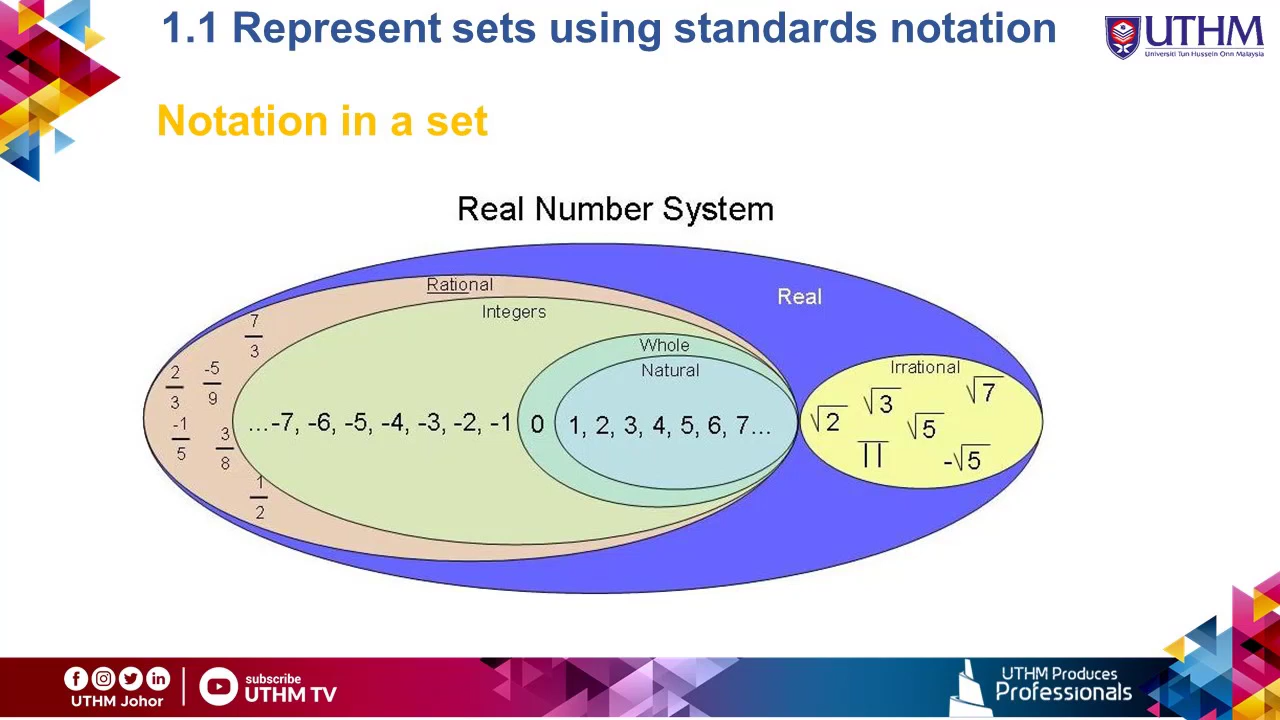 1.1 Represent sets using standards notation
UTHM
Universiti Tun Hussein Onn Malaysia
Notation in a set
Real Number System
Rational
Real
Integers
Whole
Natural
Irrational
7/3
2/3
-5/9
-1/5
3/8
1/2
...-7, -6, -5, -4, -3, -2, -1
0
1, 2, 3, 4, 5, 6, 7...
√2
√3
√7
√5
∏
-√5
UTHM Johor
subscribe
UTHM TV
UTHM Produces
Professionals